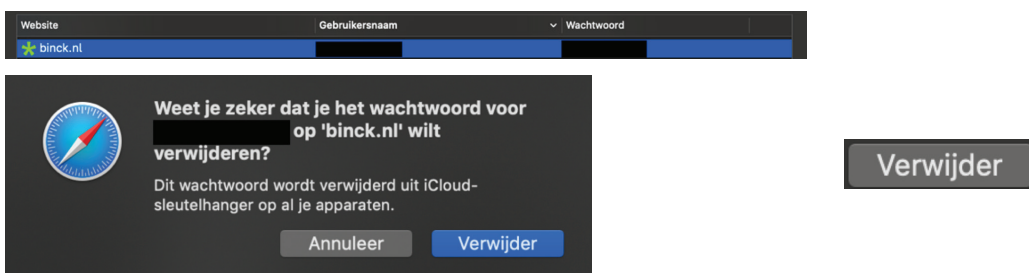 Website Gebruikersnaam Wachtwoord
binck.nl
Weet je zeker dat je het wachtwoord voor
op 'binck.nl' wilt
verwijderen?
Dit wachtwoord wordt verwijderd uit iCloud-
sleutelhanger op al je apparaten.
Annuleer Verwijder
Verwijder